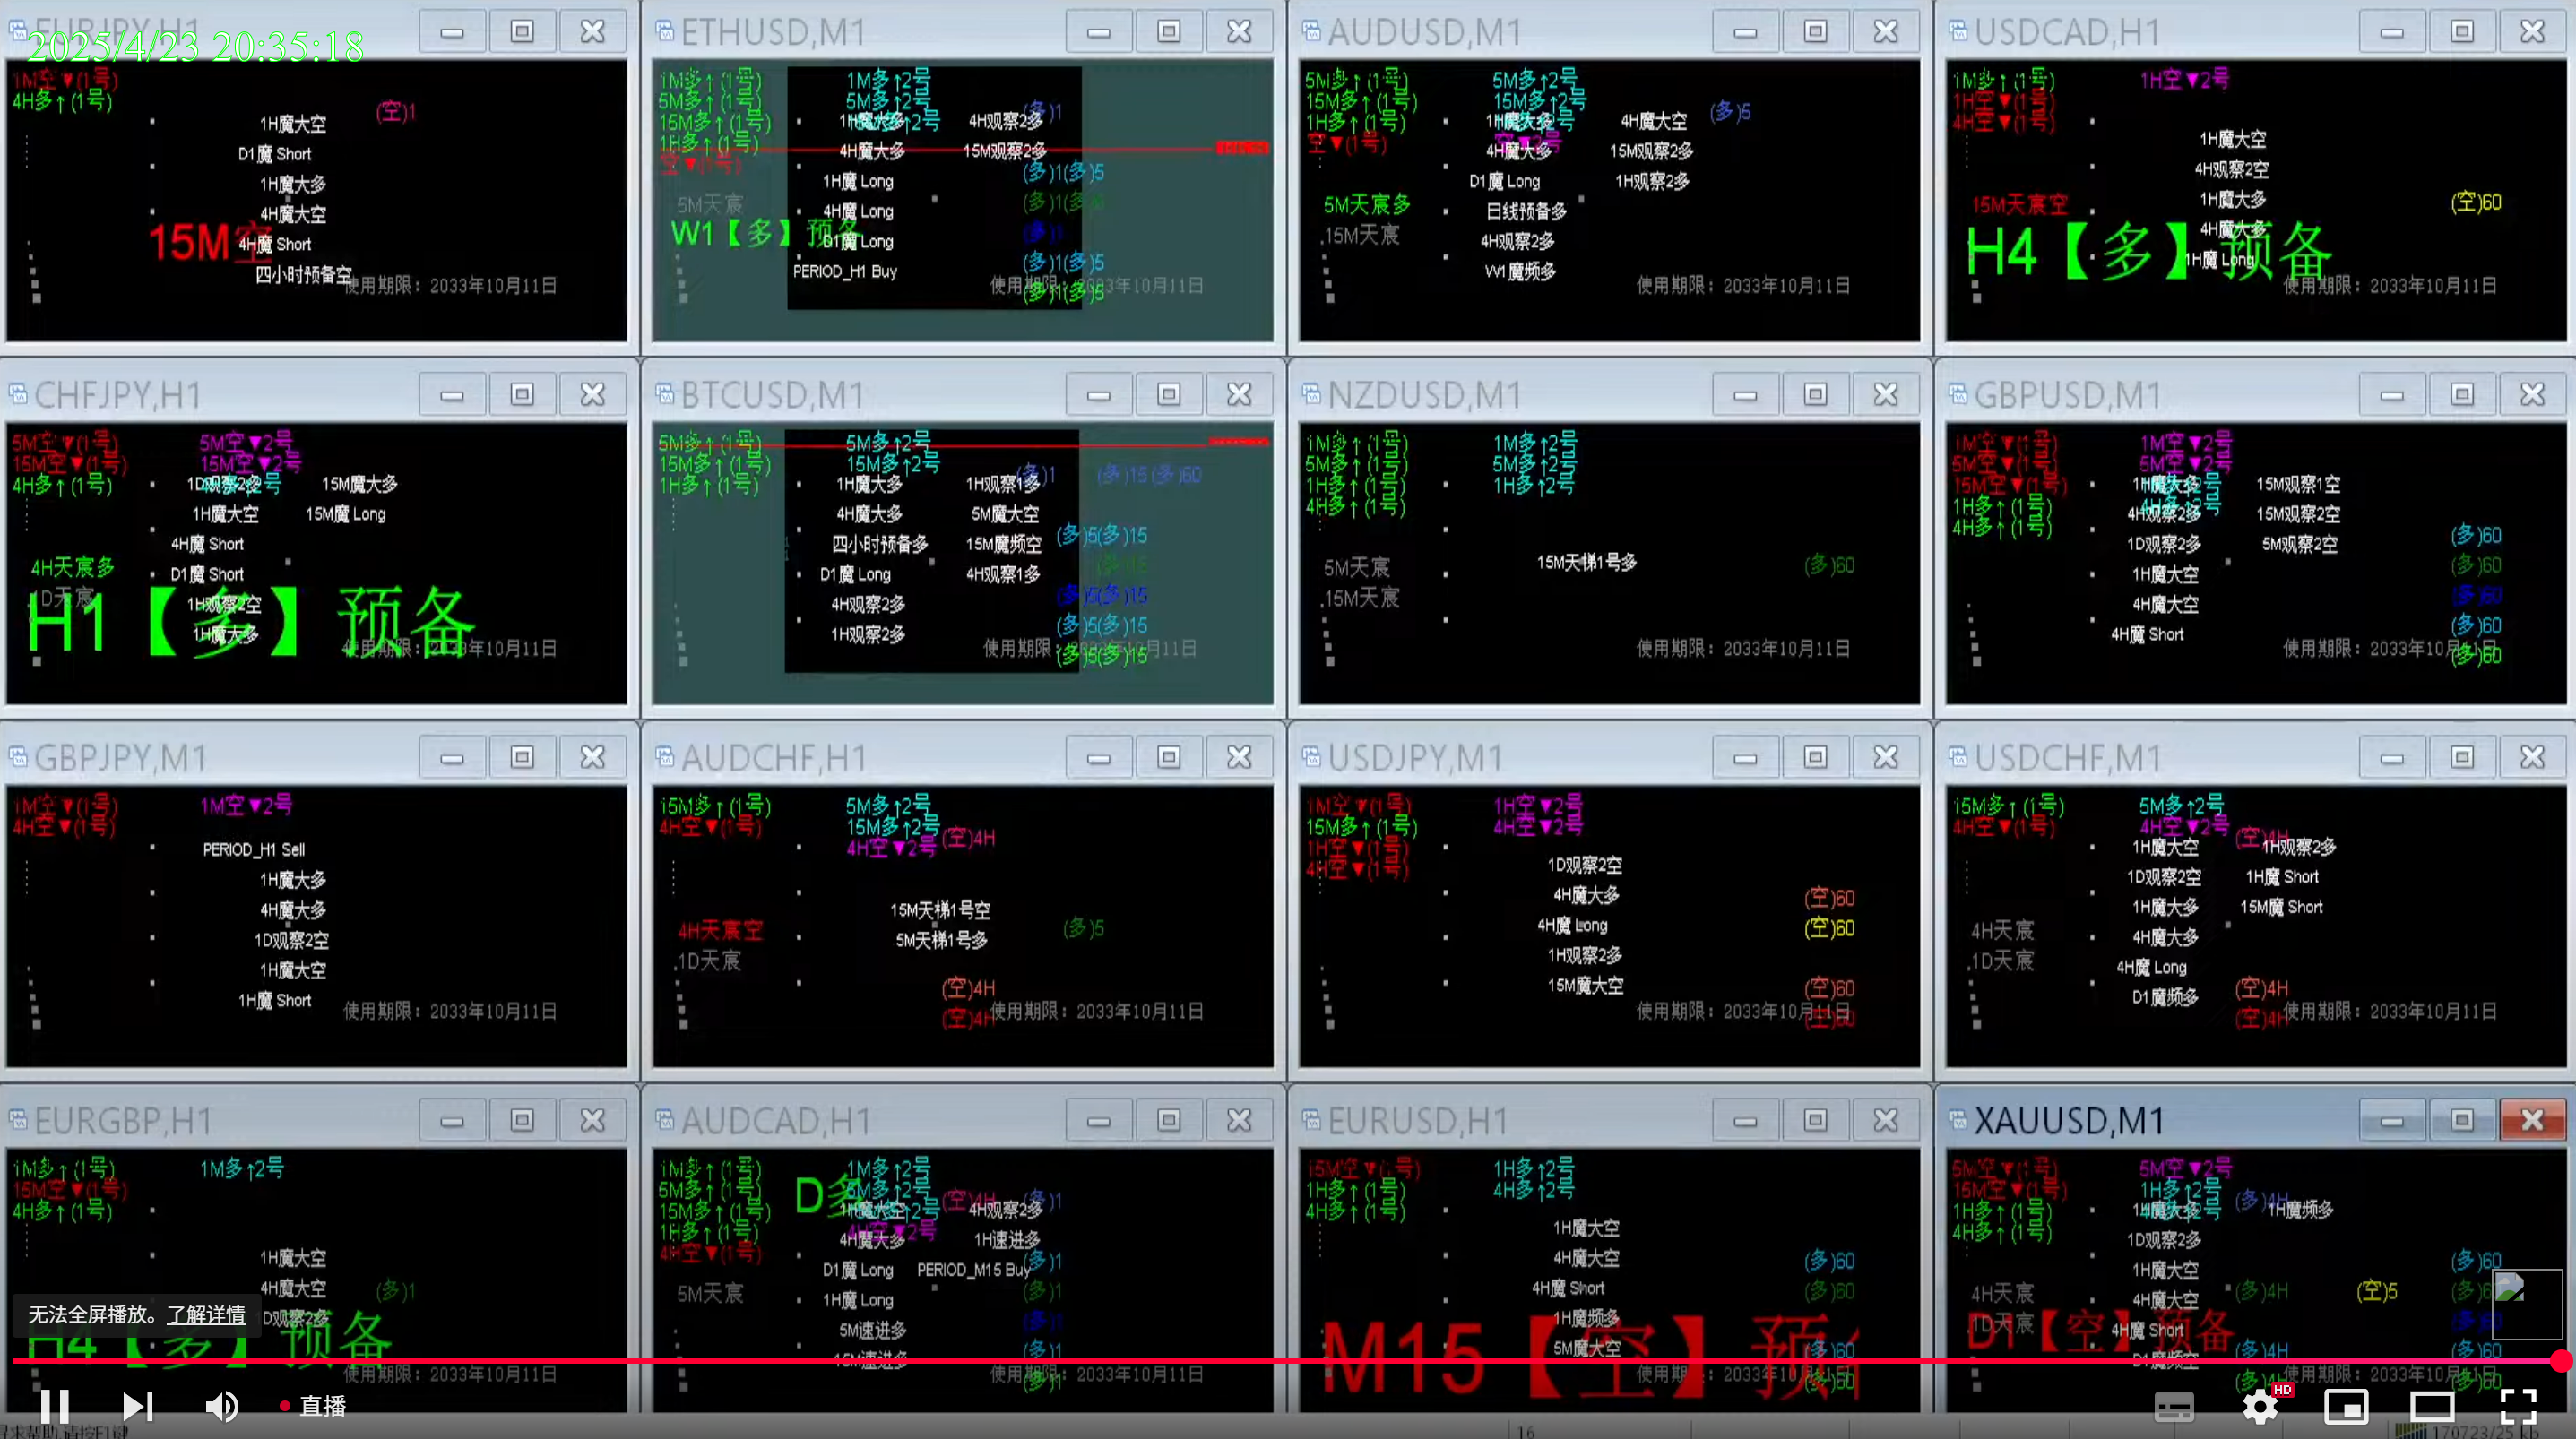 EURJPY,H1
2025/4/23 20:35:18
1M空▼(1号)
4H多↑(1号)
(空)1
1H魔大空
D1魔 Short
1H魔大多
4H魔大空
15M空
4H魔 Short
四小时预备空
使用期限：2033年10月11日
ETHUSD,M1
1M多↑(1号)
5M多↑(1号)
15M多↑(1号)
1H多↑(1号)
空▼(1号)
1M多↑2号
5M多↑2号
1H魔大多
4H观察2多
(多)1
4H魔大多
15M观察2多
(多)1(多)5
1H魔 Long
5M天宸
4H魔 Long
W1【多】预备
D1魔 Long
(多)1
(多)1(多)5
PERIOD_H1 Buy
(多)1(多)5
使用期限：2033年10月11日
AUDUSD,M1
5M多↑(1号)
15M多↑(1号)
1H多↑(1号)
空▼(1号)
5M多↑2号
15M多↑2号
1H魔大多
4H魔大空
(多)5
4H魔大多
15M观察2多
D1魔 Long
1H观察2多
5M天宸多
日线预备多
15M天宸
4H观察2多
W1魔频多
使用期限：2033年10月11日
USDCAD,H1
1M多↑(1号)
1H空▼(1号)
4H空▼(1号)
1H空▼2号
1H魔大空
4H观察2空
1H魔大多
15M天宸空
(空)60
4H魔大多
H4【多】预备
1H魔 Long
使用期限：2033年10月11日
CHFJPY,H1
5M空▼(1号)
15M空▼(1号)
4H多↑(1号)
5M空▼2号
15M空▼2号
1D观察2多
15M魔大多
1H魔大空
15M魔 Long
4H魔 Short
4H天宸多
D1魔 Short
1D天宸
H1【多】预备
1H观察2空
1H魔大多
使用期限：2033年10月11日
BTCUSD,M1
5M多↑(1号)
15M多↑(1号)
1H多↑(1号)
5M多↑2号
15M多↑2号
(多)1
(多)15(多)60
1H魔大多
1H观察1多
4H魔大多
5M魔大空
(多)5(多)15
四小时预备多
15M魔频空
D1魔 Long
4H观察1多
(多)5(多)15
4H观察2多
(多)5(多)15
1H观察2多
(多)5(多)15
使用期限：2033年10月11日
NZDUSD,M1
1M多↑(1号)
5M多↑(1号)
1H多↑(1号)
4H多↑(1号)
1M多↑2号
5M多↑2号
1H多↑2号
5M天宸
15M天宸
15M天梯1号多
(多)60
使用期限：2033年10月11日
GBPUSD,M1
1M空▼(1号)
5M空▼(1号)
15M空▼(1号)
1H多↑(1号)
4H多↑(1号)
1M空▼2号
5M空▼2号
1H魔大多
15M观察1空
4H观察2多
15M观察2空
1D观察2多
5M观察2空
1H魔大空
4H魔大空
4H魔 Short
(多)60
(多)60
(多)60
(多)60
(多)60
使用期限：2033年10月11日
GBPJPY,M1
1M空▼(1号)
4H空▼(1号)
1M空▼2号
PERIOD_H1 Sell
1H魔大多
4H魔大多
1D观察2空
1H魔大空
1H魔 Short
使用期限：2033年10月11日
AUDCHF,H1
15M多↑(1号)
4H空▼(1号)
5M多↑2号
15M多↑2号
4H空▼2号
(空)4H
15M天梯1号空
5M天梯1号多
(多)5
4H天宸空
1D天宸
(空)4H
(空)4H
使用期限：2033年10月11日
USDJPY,M1
1M空▼(1号)
15M多↑(1号)
1H空▼(1号)
4H空▼(1号)
1H空▼2号
4H空▼2号
1D观察2空
4H魔大多
4H魔 Long
1H观察2多
15M魔大空
(空)60
(空)60
(空)60
(空)60
使用期限：2033年10月11日
USDCHF,M1
15M多↑(1号)
4H空▼(1号)
5M多↑2号
4H空▼2号
(空)4H
1H魔大空
1H观察2多
1D观察2空
1H魔 Short
1H魔大多
15M魔 Short
4H天宸
4H魔大多
1D天宸
4H魔 Long
D1魔频多
(空)4H
(空)4H
使用期限：2033年10月11日
EURGBP,H1
1M多↑(1号)
15M空▼(1号)
4H多↑(1号)
1M多↑2号
1H魔大空
4H魔大空
(多)1
D观察2多
无法全屏播放。了解详情
H4【多】预备
使用期限：2033年10月11日
AUDCAD,H1
1M多↑(1号)
5M多↑(1号)
15M多↑(1号)
1H多↑(1号)
4H空▼(1号)
1M多↑2号
5M多↑2号
D多
(空)4H
(多)1
4H观察2多
4H魔大多
1H速进多
D1魔 Long
PERIOD_M15 Buy
(多)1
5M天宸
1H魔 Long
(多)1
5M速进多
(多)1
15M速进多
(多)1
(多)1
使用期限：2033年10月11日
EURUSD,H1
15M空▼(1号)
1H多↑(1号)
4H多↑(1号)
1H多↑2号
4H多↑2号
1H魔大空
4H魔大空
4H魔 Short
1H魔频多
5M魔大空
(多)60
(多)60
(多)60
(多)60
M15【空】预
使用期限：2033年10月11日
XAUUSD,M1
5M空▼(1号)
15M空▼(1号)
1H多↑(1号)
4H多↑(1号)
5M空▼2号
1H多↑2号
(多)4H
1H魔大多
1H魔频多
1D观察2多
1H魔大空
(多)60
4H天宸
4H魔大空
(多)4H
(空)5
1D天宸
D1【空】预备
4H魔 Short
D1魔频空
(多)4H
(多)60
使用期限：2033年10月11日
直播
HD
16
170723/25 kb